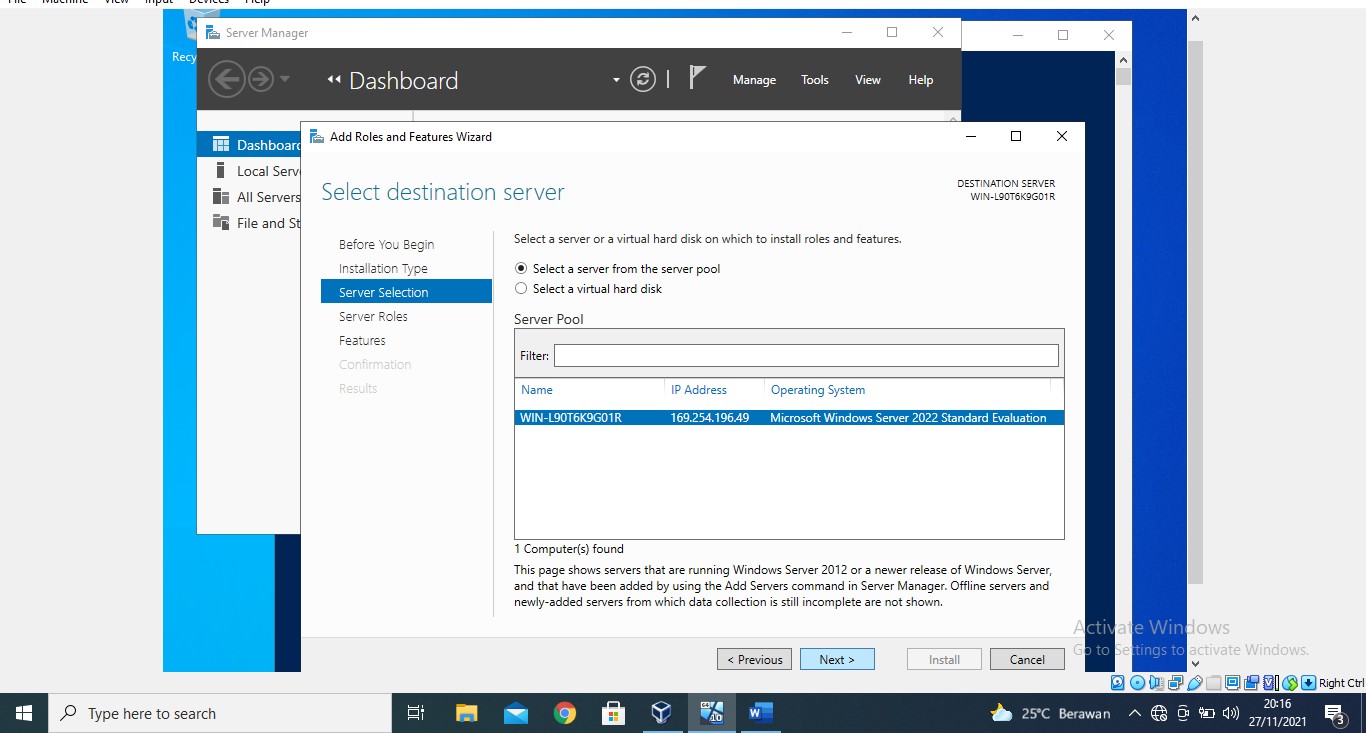 File Machine View Input Devices Help
Recy
Server Manager
Dashboard
Manage Tools View Help
Dashboard
Local Serv
All Servers
File and St
Add Roles and Features Wizard
Select destination server
DESTINATION SERVER
WIN-L90T6K9G01R
Before You Begin
Installation Type
Server Selection
Server Roles
Features
Confirmation
Results
Select a server or a virtual hard disk on which to install roles and features.
Select a server from the server pool
Select a virtual hard disk
Server Pool
Filter:
Name IP Address Operating System
WIN-L90T6K9G01R 169.254.196.49 Microsoft Windows Server 2022 Standard Evaluation
1 Computer(s) found
This page shows servers that are running Windows Server 2012 or a newer release of Windows Server,
and that have been added by using the Add Servers command in Server Manager. Offline servers and
newly-added servers from which data collection is still incomplete are not shown.
< Previous Next > Install Cancel
Activate Windows
Go to Settings to activate Windows.
Right Ctrl
Type here to search
25°C Berawan
20:16
27/11/2021
3